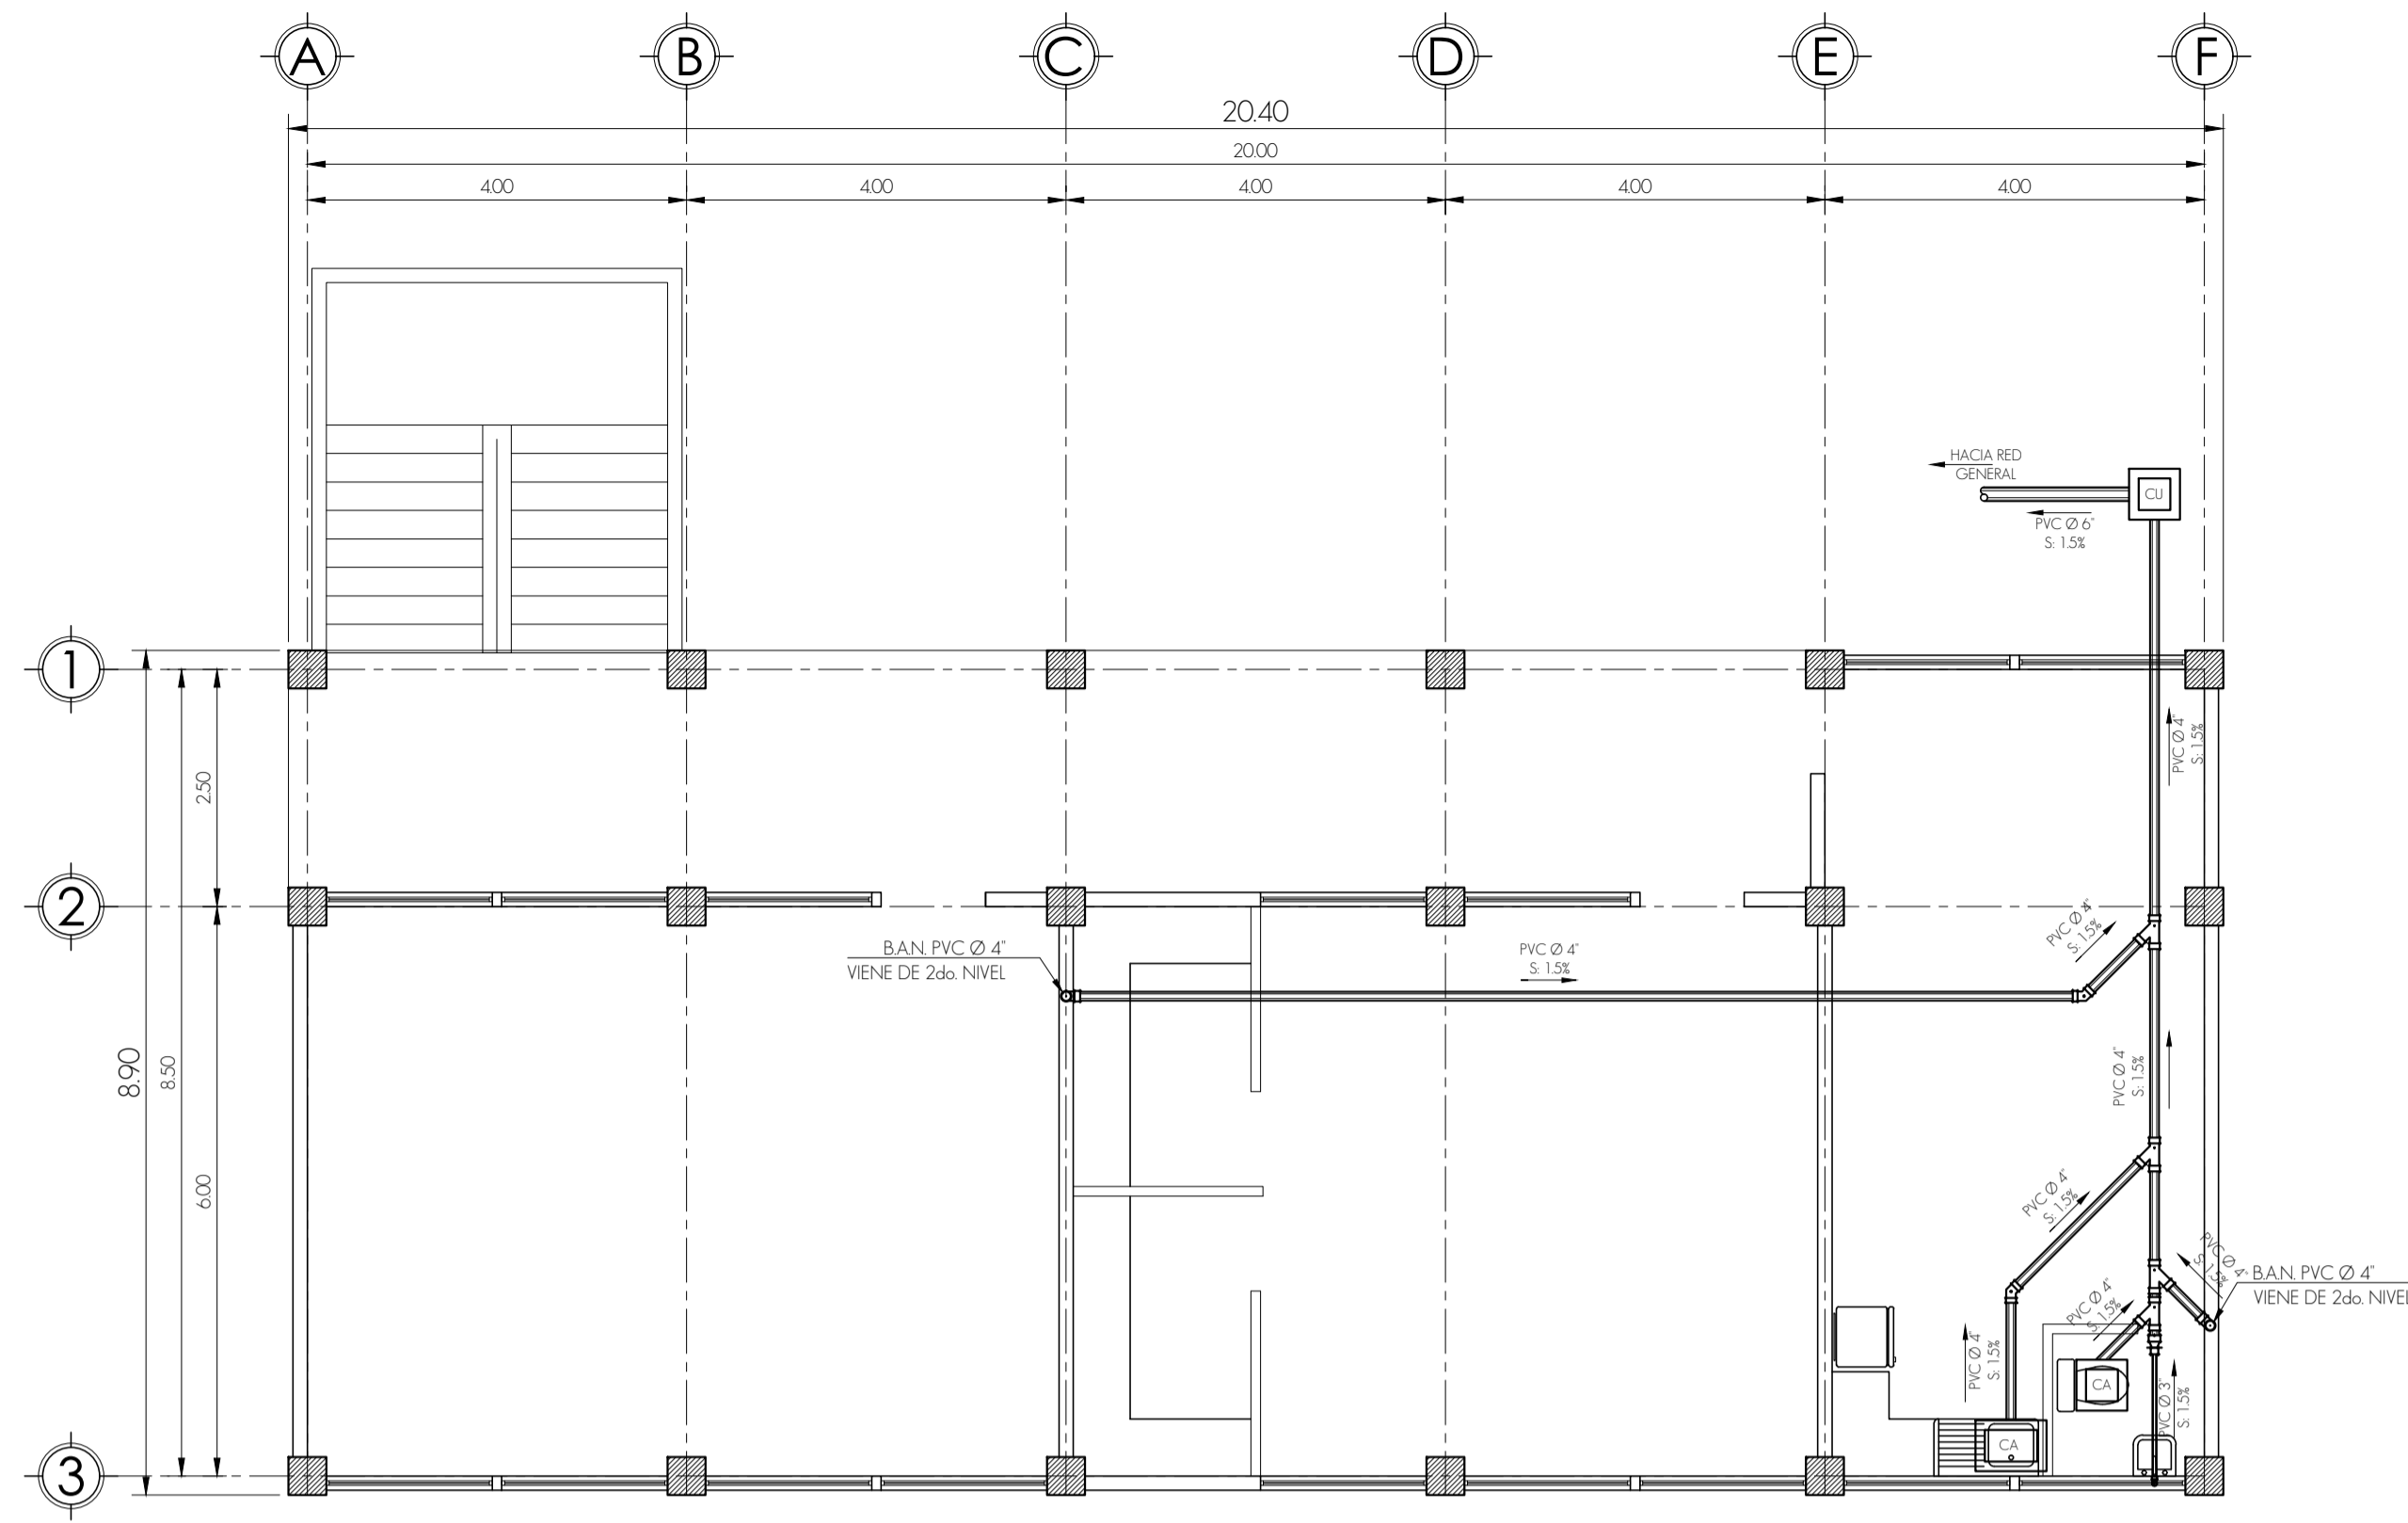 A
B
C
D
E
F
20.40
20.00
4.00
4.00
4.00
4.00
4.00
HACIA RED
GENERAL
CU
PVC Ø 6"
S: 1.5%
1
PVC Ø 4"
S: 1.5%
2.50
2
PVC Ø 4"
S: 1.5%
B.A.N. PVC Ø 4"
VIENE DE 2do. NIVEL
PVC Ø 4"
S: 1.5%
8.90
8.50
PVC Ø 4"
S: 1.5%
6.00
PVC Ø 4"
S: 1.5%
PVC Ø 4"
S: 1.5%
B.A.N. PVC Ø 4"
VIENE DE 2do. NIVEL
PVC Ø 4"
S: 1.5%
PVC Ø 4"
S: 1.5%
CA
PVC Ø 3"
S: 1.5%
CA
3